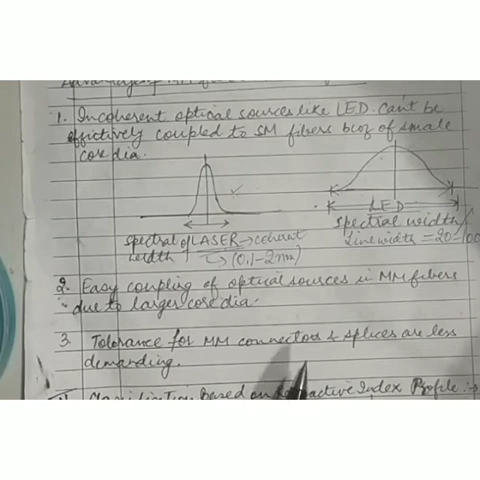 1. Incoherent optical sources like LED can't be
effictively coupled to SM fibers bcoz of small
core dia.
LED
spectral of LASER → coherent
width → (0.1-2nm)
spectral width/
Linewidth = 20-100
2. Easy coupling of optical sources in MM fibers
due to larger core dia.
3. Tolerance for MM connectors & splices are less
demanding.
Classification based on Refractive Index Profile :→